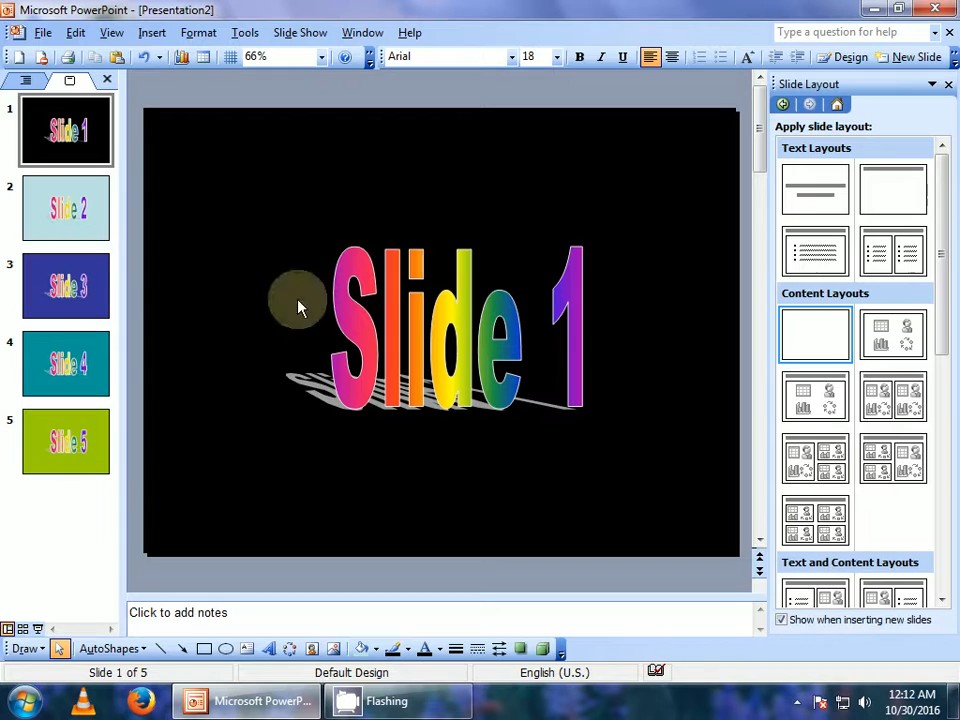 Microsoft PowerPoint - [Presentation2]
File Edit View Insert Format Tools Slide Show Window Help
Type a question for help
66%
Arial
18
B I U
Design
New Slide
1
Slide 1
2
Slide 2
3
Slide 3
4
Slide 4
5
Slide 5
Slide 1
Click to add notes
Slide Layout
Apply slide layout:
Text Layouts
Content Layouts
Text and Content Layouts
Show when inserting new slides
Draw
AutoShapes
Slide 1 of 5
Default Design
English (U.S.)
Microsoft PowerP...
Flashing
12:12 AM
10/30/2016